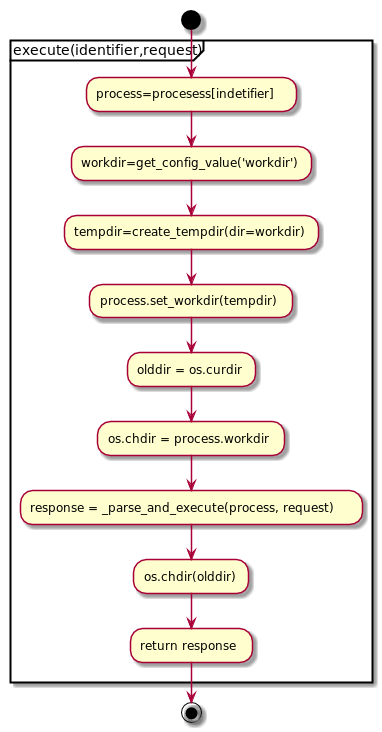 execute(identifier,request)
process=procesess[indetifier]
workdir=get_config_value('workdir')
tempdir=create_tempdir(dir=workdir)
process.set_workdir(tempdir)
olddir = os.curdir
os.chdir = process.workdir
response = _parse_and_execute(process, request)
os.chdir(olddir)
return response